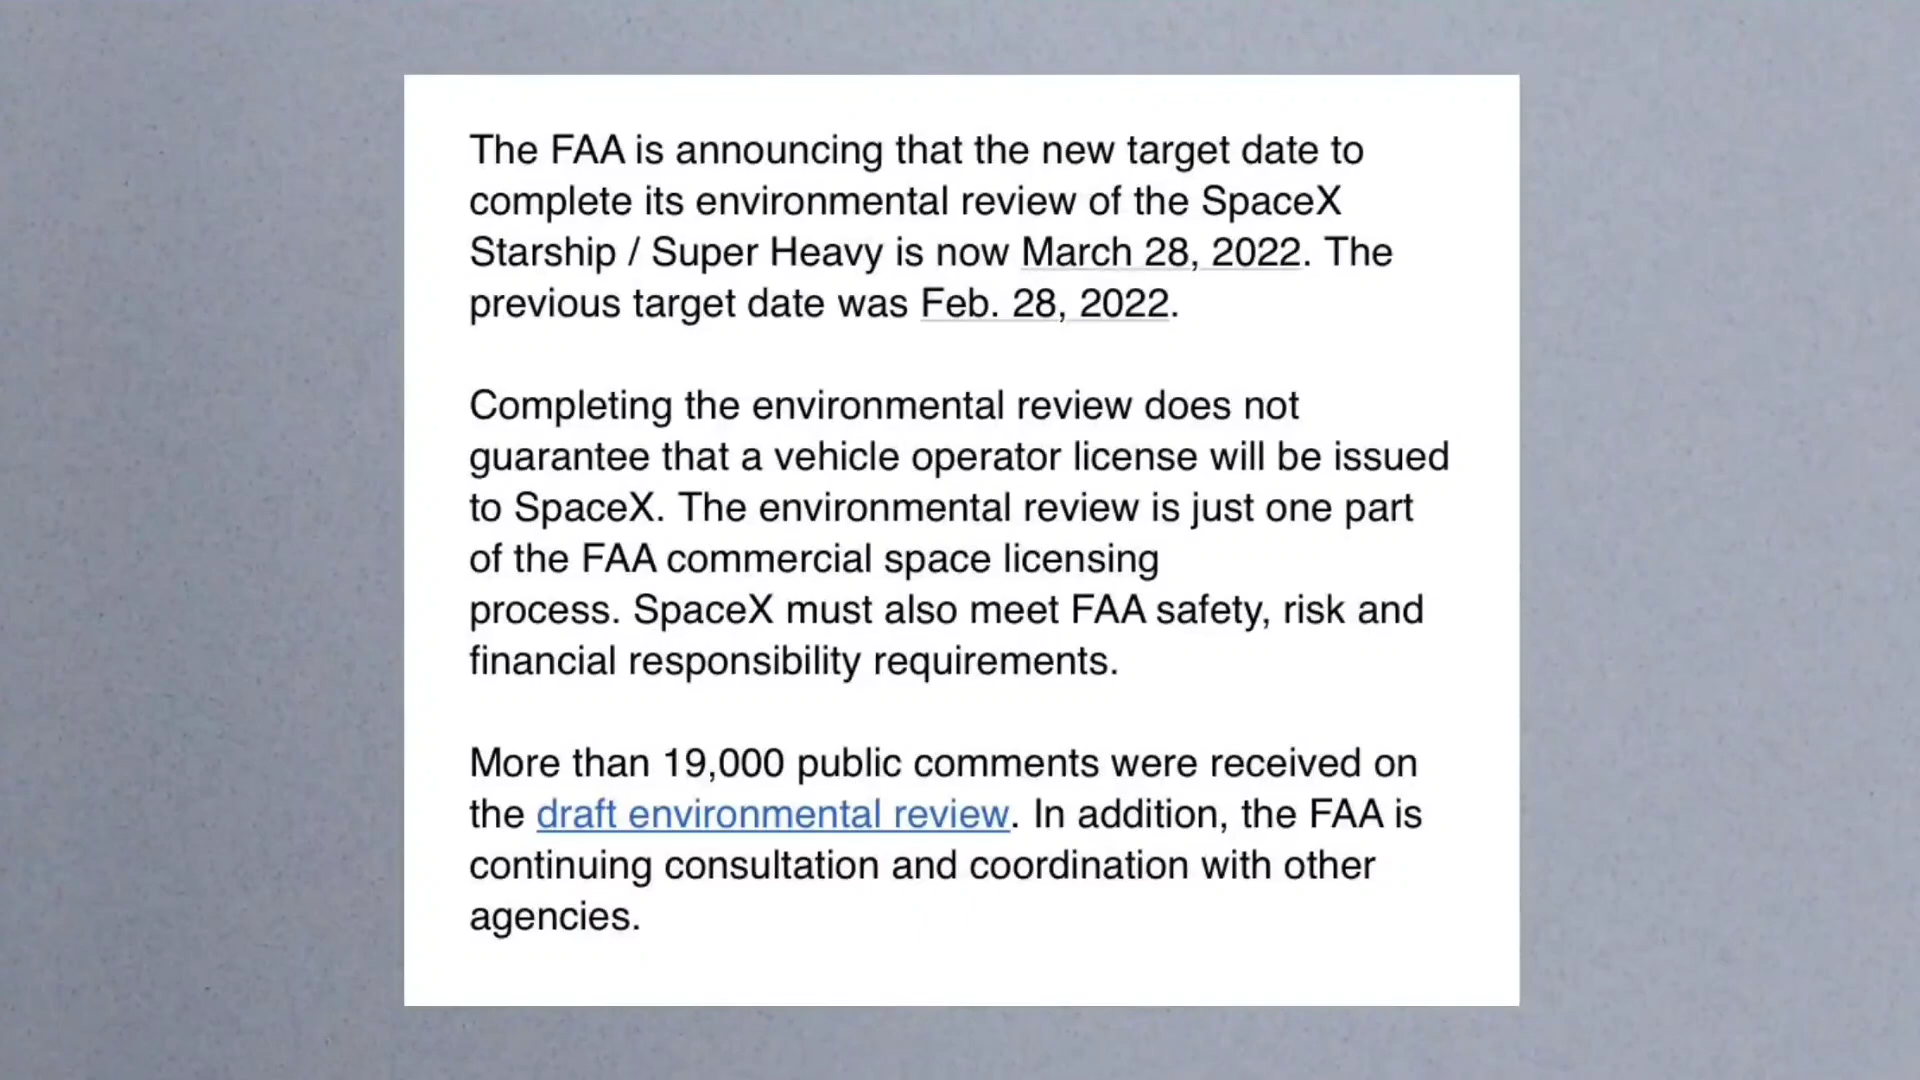 The FAA is announcing that the new target date to
complete its environmental review of the SpaceX
Starship / Super Heavy is now March 28, 2022. The
previous target date was Feb. 28, 2022.
Completing the environmental review does not
guarantee that a vehicle operator license will be issued
to SpaceX. The environmental review is just one part
of the FAA commercial space licensing
process. SpaceX must also meet FAA safety, risk and
financial responsibility requirements.
More than 19,000 public comments were received on
the draft environmental review. In addition, the FAA is
continuing consultation and coordination with other
agencies.